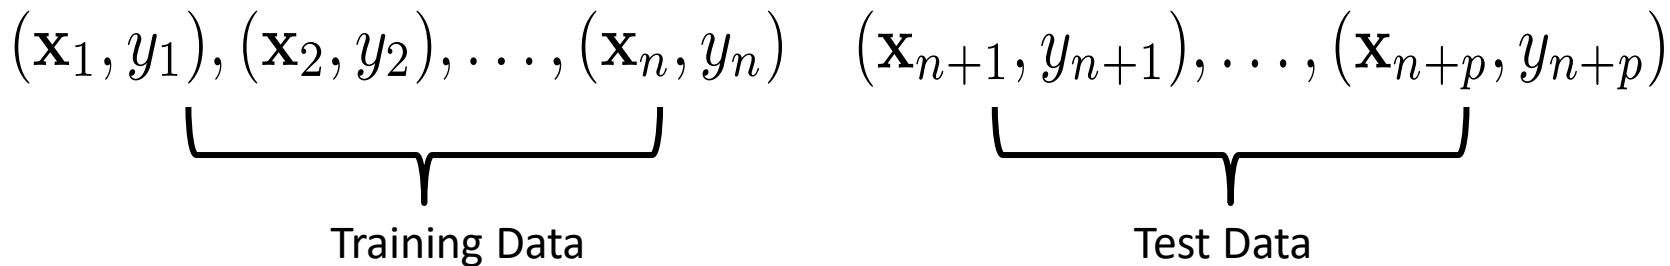 (𝐱₁, y₁), (𝐱₂, y₂), . . . , (𝐱ₙ, yₙ) (𝐱ₙ₊₁, yₙ₊₁), . . . , (𝐱ₙ₊ₚ, yₙ₊ₚ)
Training Data Test Data